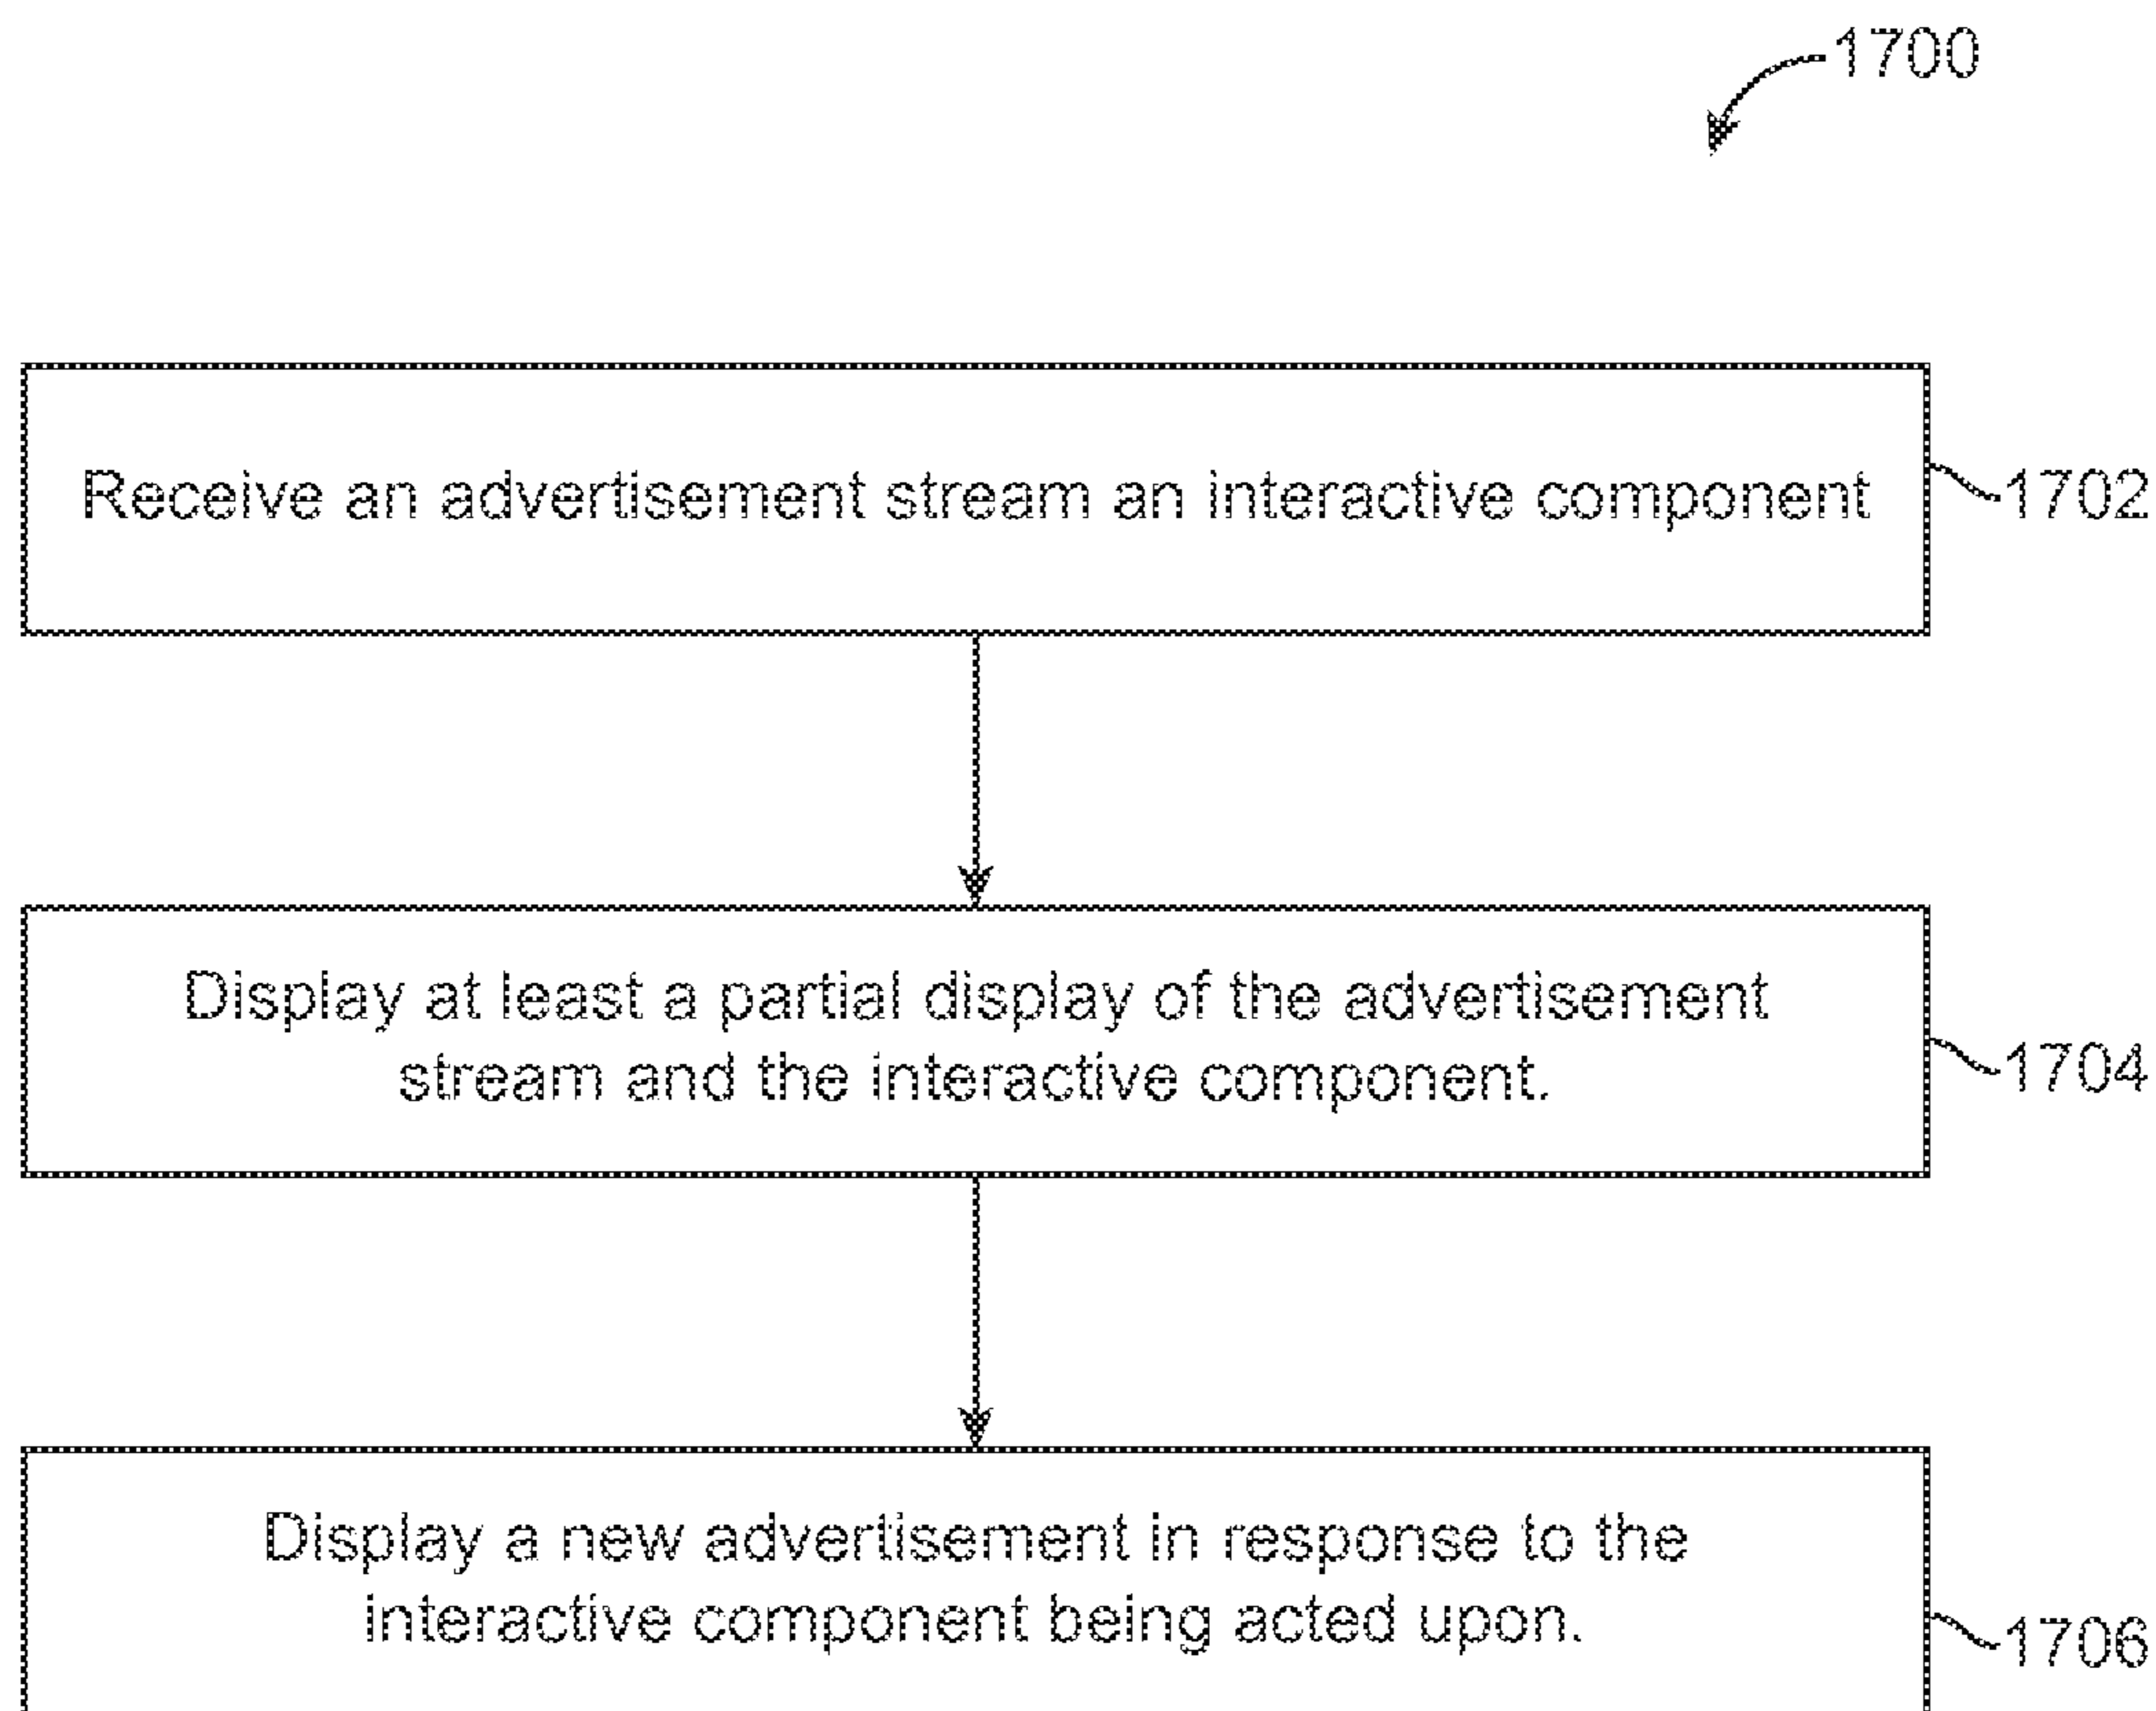 1700
Receive an advertisement stream an interactive component
1702
Display at least a partial display of the advertisement
stream and the interactive component.
1704
Display a new advertisement in response to the
interactive component being acted upon.
1706